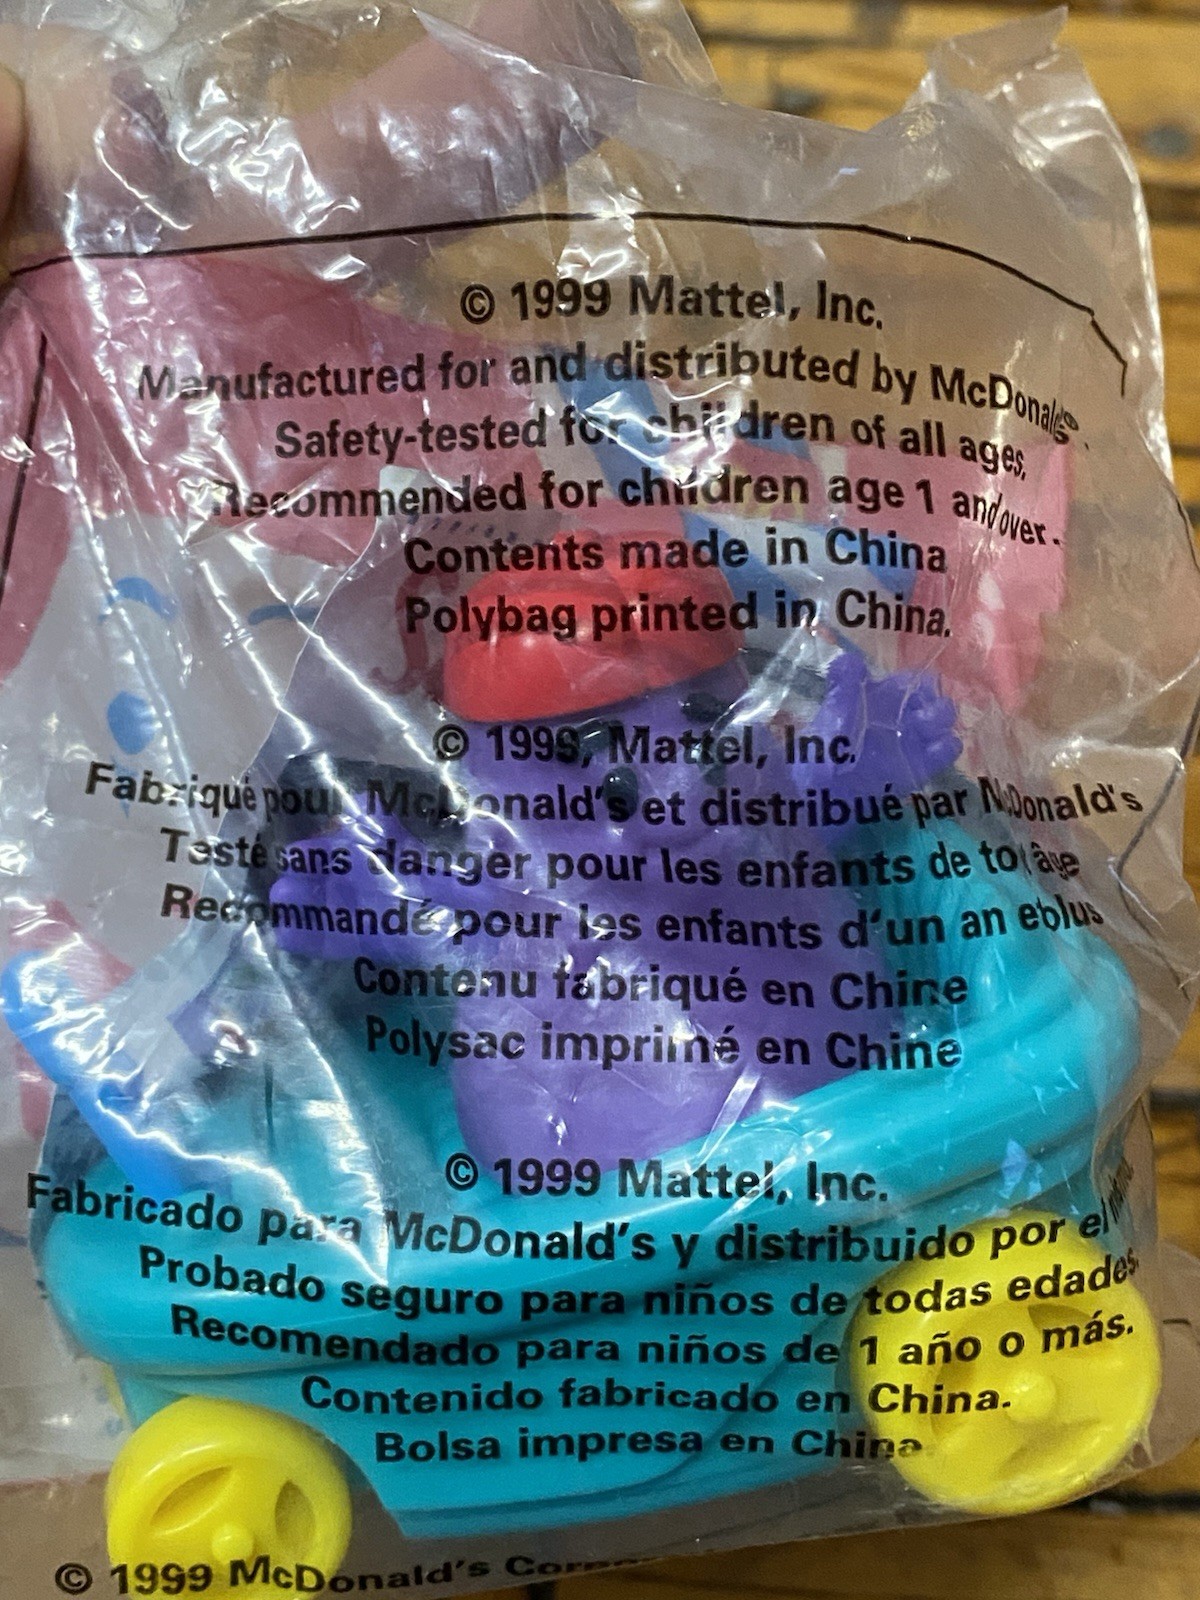 © 1999 Mattel, Inc.
Manufactured for and distributed by McDonald's®.
Safety-tested for children of all ages,
Recommended for children age 1 and over.
Contents made in China
Polybag printed in China.
© 1999, Mattel, Inc.
Fabriqué pour McDonald's et distribué par McDonald's
Testé sans danger pour les enfants de
Recommandé pour les enfants d'un an
Contenu fabriqué en Chine
Polysac imprimé en Chine
© 1999 Mattel, Inc.
Fabricado para McDonald's y distribuido por el
Probado seguro para niños de todas edades.
Recomendado para niños de 1 año o más.
Contenido fabricado en China.
Bolsa impresa en China
© 1999 McDonald's